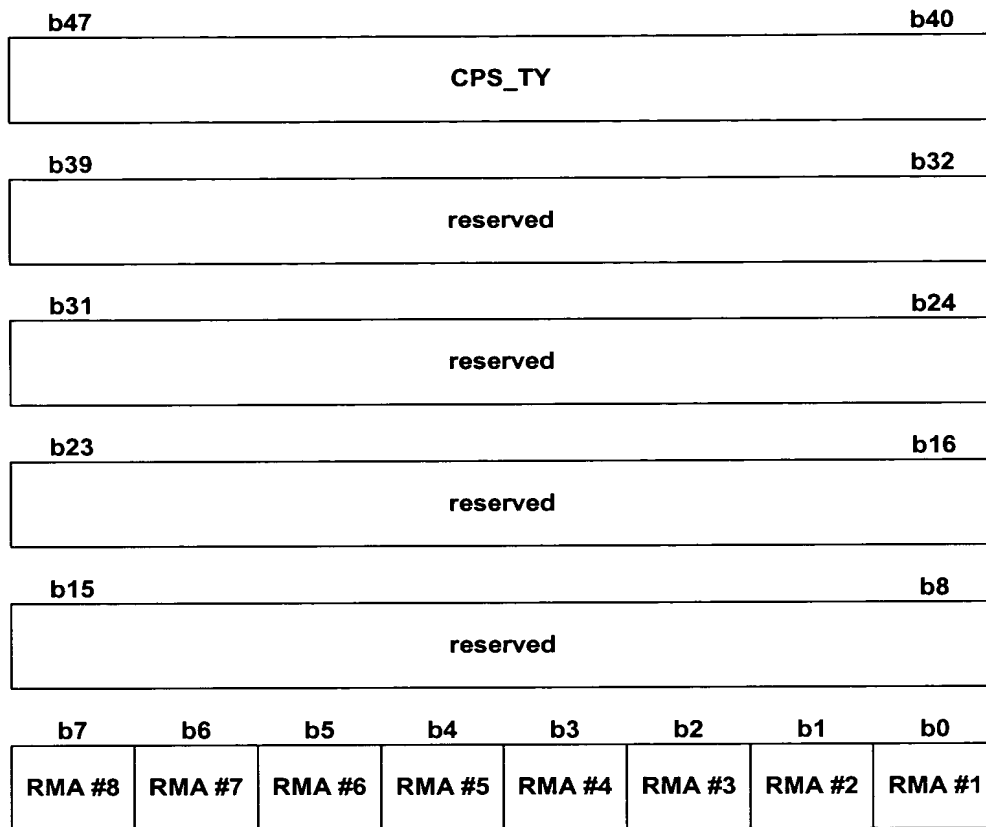 b47 b40
CPS_TY
b39 b32
reserved
b31 b24
reserved
b23 b16
reserved
b15 b8
reserved
b7 b6 b5 b4 b3 b2 b1 b0
RMA #8 RMA #7 RMA #6 RMA #5 RMA #4 RMA #3 RMA #2 RMA #1